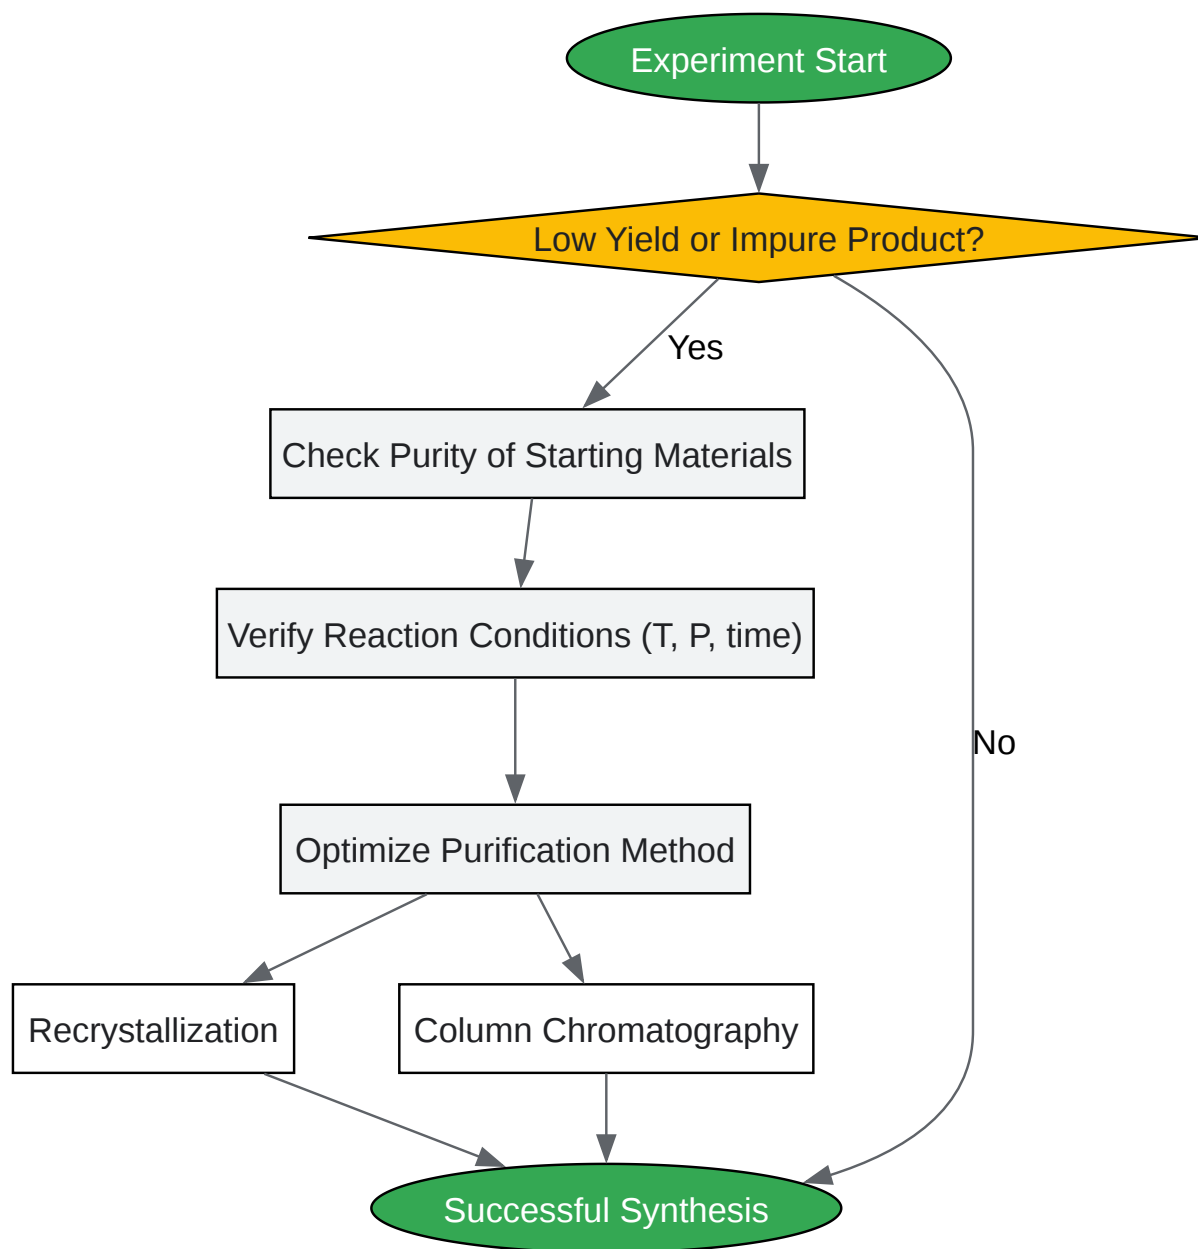 Experiment Start
Low Yield or Impure Product?
Yes
Check Purity of Starting Materials
Verify Reaction Conditions (T, P, time)
No
Optimize Purification Method
Recrystallization
Column Chromatography
Successful Synthesis